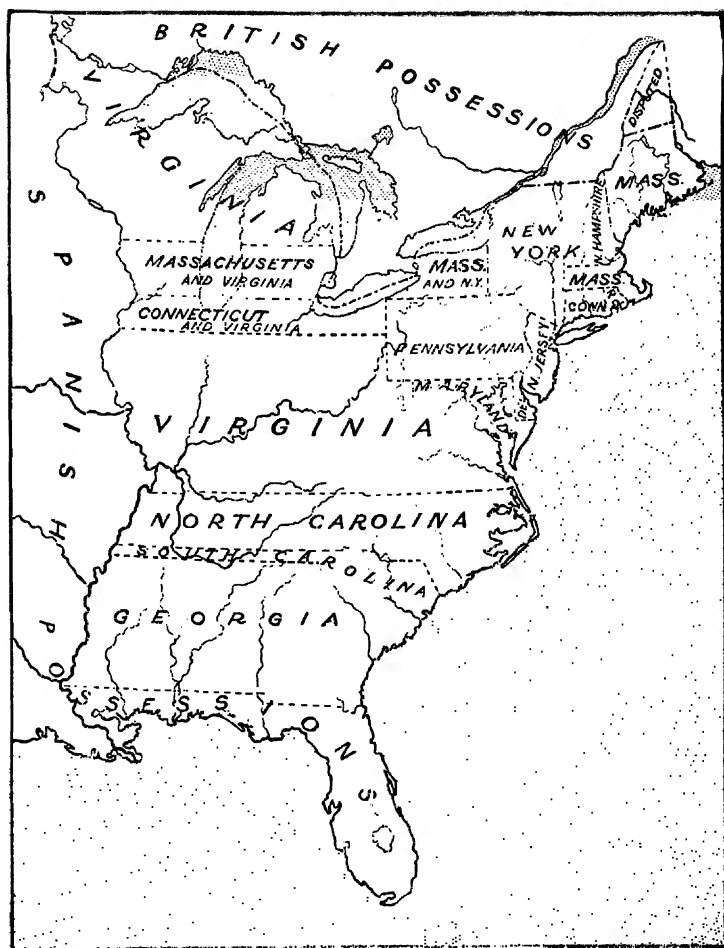 BRITISH POSSESSIONS
VIRGINIA
DISPUTED
MASS.
N. HAMPSHIRE
NEW
YORK
MASSACHUSETTS
AND VIRGINIA
MASS.
AND N.Y.
MASS.
CONNECTICUT
AND VIRGINIA
CONN.
R.I.
PENNSYLVANIA
N. JERSEY
MARYLAND
DEL.
VIRGINIA
NORTH CAROLINA
SOUTH CAROLINA
GEORGIA
SPANISH POSSESSIONS